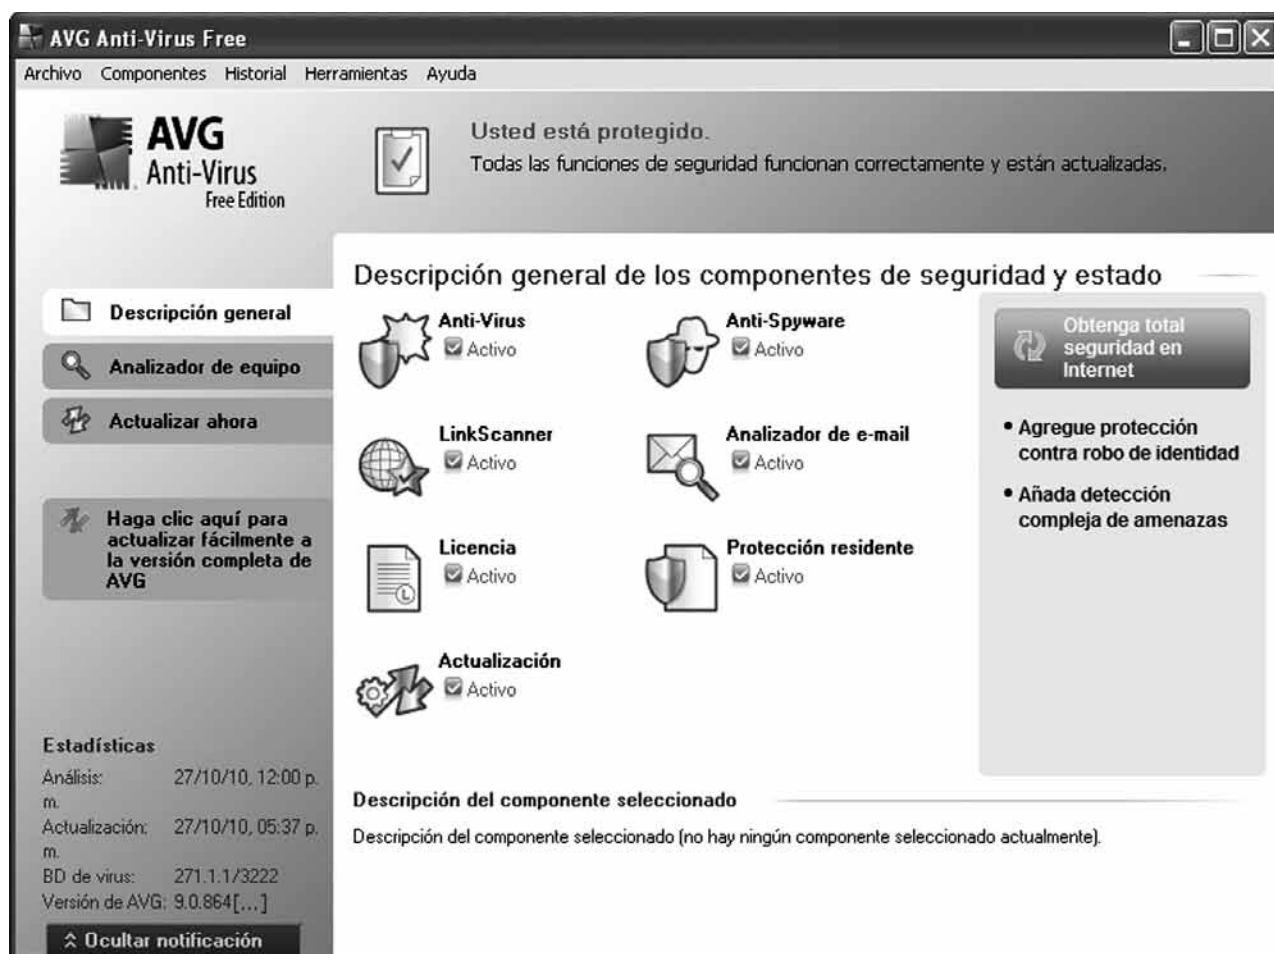 AVG Anti-Virus Free
Archivo Componentes Historial Herramientas Ayuda
AVG
Anti-Virus
Free Edition
Usted está protegido.
Todas las funciones de seguridad funcionan correctamente y están actualizadas.
Descripción general
Analizador de equipo
Actualizar ahora
Haga clic aquí para
actualizar fácilmente a
la versión completa de
AVG
Estadísticas
Análisis: 27/10/10, 12:00 p.
m.
Actualización: 27/10/10, 05:37 p.
m.
BD de virus: 271.1.1/3222
Versión de AVG: 9.0.864[...]
Ocultar notificación
Descripción general de los componentes de seguridad y estado
Anti-Virus
Activo
Anti-Spyware
Activo
LinkScanner
Activo
Analizador de e-mail
Activo
Licencia
Activo
Protección residente
Activo
Actualización
Activo
Obtenga total
seguridad en
Internet
• Agregue protección
contra robo de identidad
• Añada detección
compleja de amenazas
Descripción del componente seleccionado
Descripción del componente seleccionado (no hay ningún componente seleccionado actualmente).